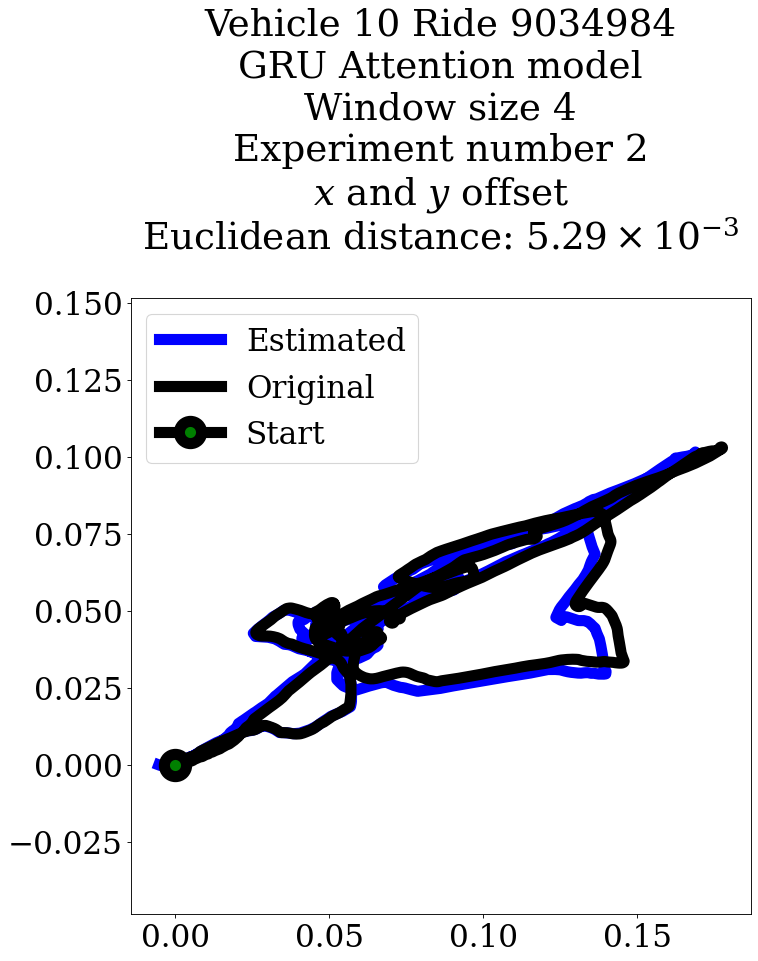 Vehicle 10 Ride 9034984
GRU Attention model
Window size 4
Experiment number 2
x and y offset
Euclidean distance: 5.29 × 10⁻³
0.150
0.125
0.100
0.075
0.050
0.025
0.000
−0.025
Estimated
Original
Start
0.00 0.05 0.10 0.15